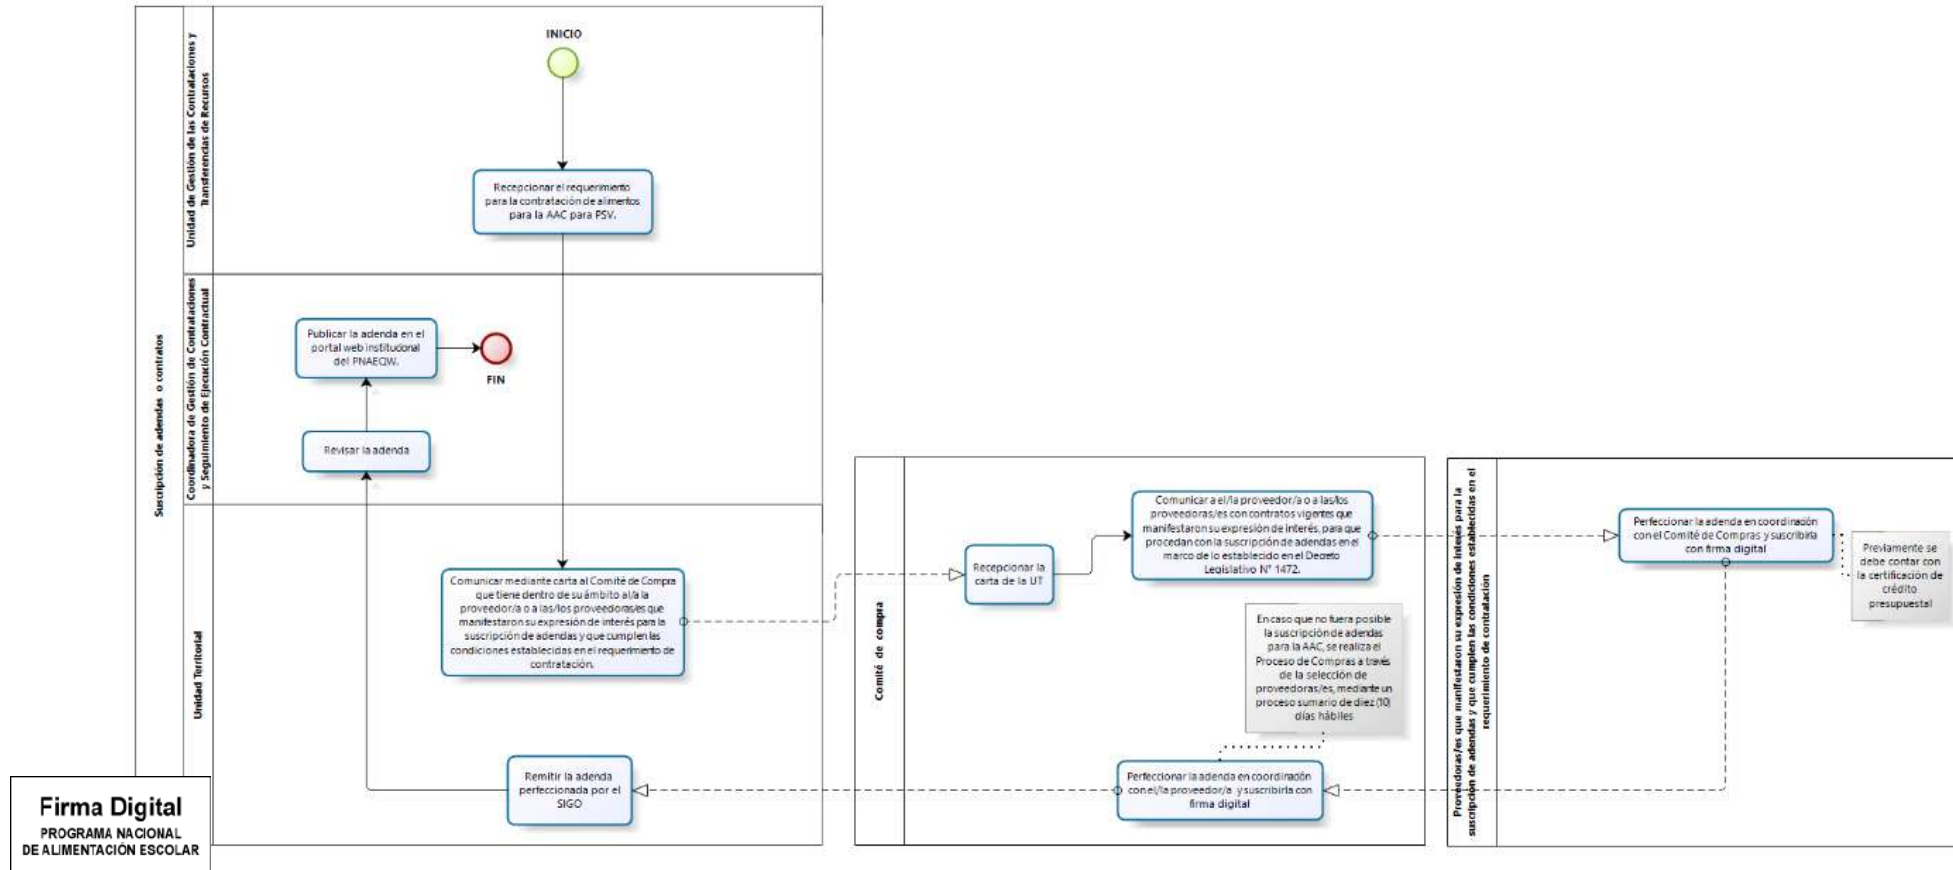 Suscripción de adendas o contratos
Unidad de Gestión de las Contrataciones y
Transferencias de Recursos
INICIO
Recepcionar el requerimiento
para la contratación de alimentos
para la AAC para PSV.
Coordinadora de Gestión de Contrataciones
y Seguimiento de Ejecución Contractual
Publicar la adenda en el
portal web institucional
del PNAEQW.
FIN
Revisar la adenda
Unidad Territorial
Comunicar mediante carta al Comité de Compra
que tiene dentro de su ámbito al/a la
proveedor/a o a las/los proveedoras/es que
manifestaron su expresión de interés para la
suscripción de adendas y que cumplen las
condiciones establecidas en el requerimiento de
contratación.
Remitir la adenda
perfeccionada por el
SIGO
Comité de compra
Recepcionar la
carta de la UT
Comunicar a el/la proveedor/a o a las/los
proveedoras/es con contratos vigentes que
manifestaron su expresión de interés, para que
procedan con la suscripción de adendas en el
marco de lo establecido en el Decreto
Legislativo N° 1472.
En caso que no fuera posible
la suscripción de adendas
para la AAC, se realiza el
Proceso de Compras a través
de la selección de
proveedoras/es, mediante un
proceso sumario de diez (10)
días hábiles
Perfeccionar la adenda en coordinación
con el/la proveedor/a y suscribirla con
firma digital
Proveedoras/es que manifestaron su expresión de interés para la
suscripción de adendas y que cumplen las condiciones establecidas en el
requerimiento de contratación
Perfeccionar la adenda en coordinación
con el Comité de Compras y suscribirla
con firma digital
Previamente se
debe contar con
la certificación de
crédito
presupuestal
Firma Digital
PROGRAMA NACIONAL
DE ALIMENTACIÓN ESCOLAR